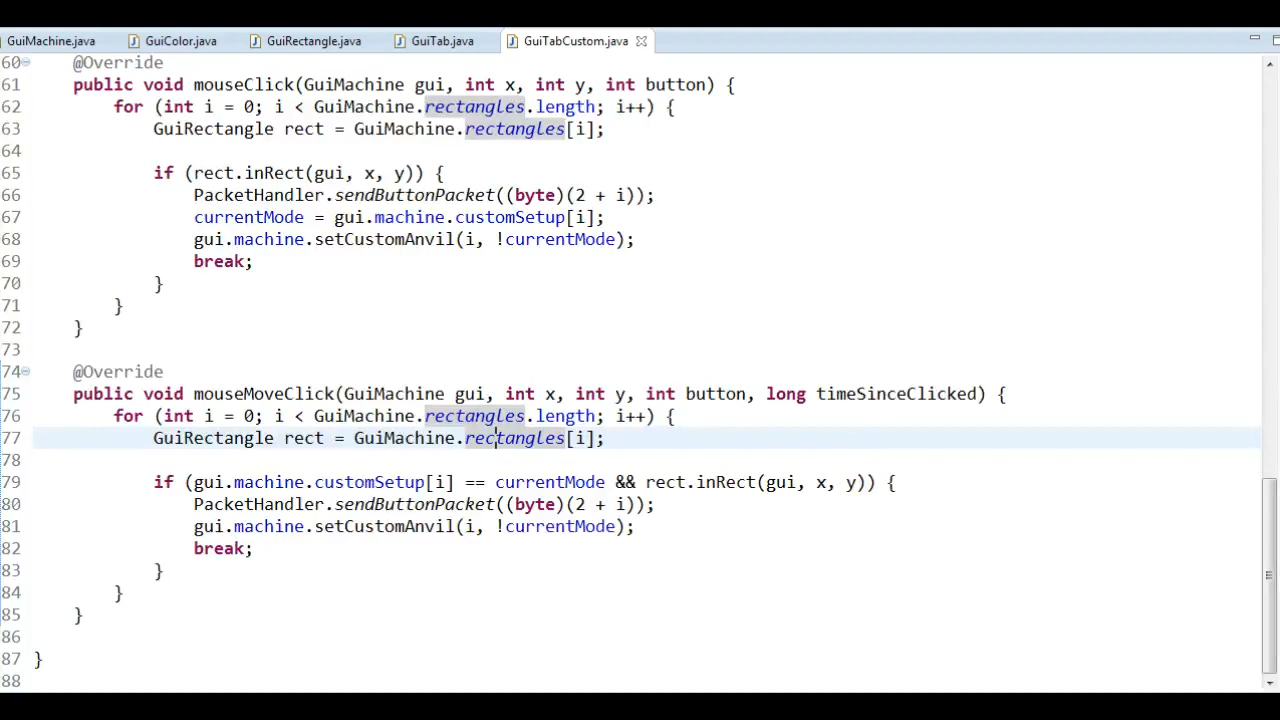 GuiMachine.java GuiColor.java GuiRectangle.java GuiTab.java GuiTabCustom.java
60 @Override
61 public void mouseClick(GuiMachine gui, int x, int y, int button) {
62 for (int i = 0; i < GuiMachine.rectangles.length; i++) {
63 GuiRectangle rect = GuiMachine.rectangles[i];
64
65 if (rect.inRect(gui, x, y)) {
66 PacketHandler.sendButtonPacket((byte)(2 + i));
67 currentMode = gui.machine.customSetup[i];
68 gui.machine.setCustomAnvil(i, !currentMode);
69 break;
70 }
71 }
72 }
73
74 @Override
75 public void mouseMoveClick(GuiMachine gui, int x, int y, int button, long timeSinceClicked) {
76 for (int i = 0; i < GuiMachine.rectangles.length; i++) {
77 GuiRectangle rect = GuiMachine.rectangles[i];
78
79 if (gui.machine.customSetup[i] == currentMode && rect.inRect(gui, x, y)) {
80 PacketHandler.sendButtonPacket((byte)(2 + i));
81 gui.machine.setCustomAnvil(i, !currentMode);
82 break;
83 }
84 }
85 }
86
87 }
88